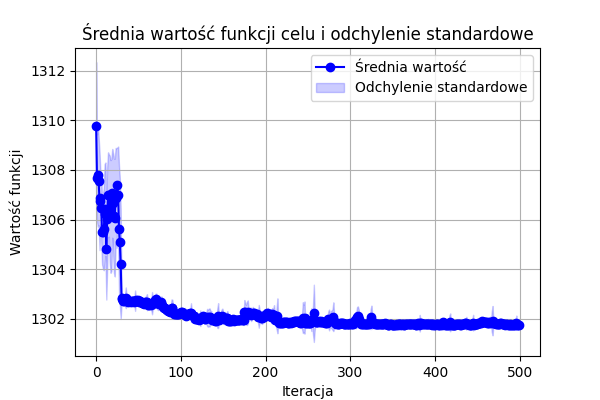 Średnia wartość funkcji celu i odchylenie standardowe
Średnia wartość
Odchylenie standardowe
Wartość funkcji
1312
1310
1308
1306
1304
1302
0 100 200 300 400 500
Iteracja